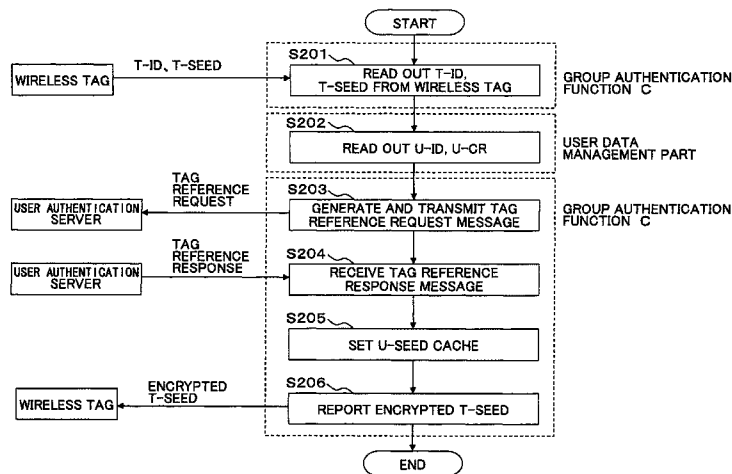 START
S201
T-ID、T-SEED
WIRELESS TAG
READ OUT T-ID,
T-SEED FROM WIRELESS TAG
GROUP AUTHENTICATION
FUNCTION C
S202
READ OUT U-ID, U-CR
USER DATA
MANAGEMENT PART
TAG
REFERENCE
REQUEST
S203
USER AUTHENTICATION
SERVER
GENERATE AND TRANSMIT TAG
REFERENCE REQUEST MESSAGE
GROUP AUTHENTICATION
FUNCTION C
TAG
REFERENCE
RESPONSE
S204
USER AUTHENTICATION
SERVER
RECEIVE TAG REFERENCE
RESPONSE MESSAGE
S205
SET U-SEED CACHE
S206
ENCRYPTED
T-SEED
WIRELESS TAG
REPORT ENCRYPTED T-SEED
END